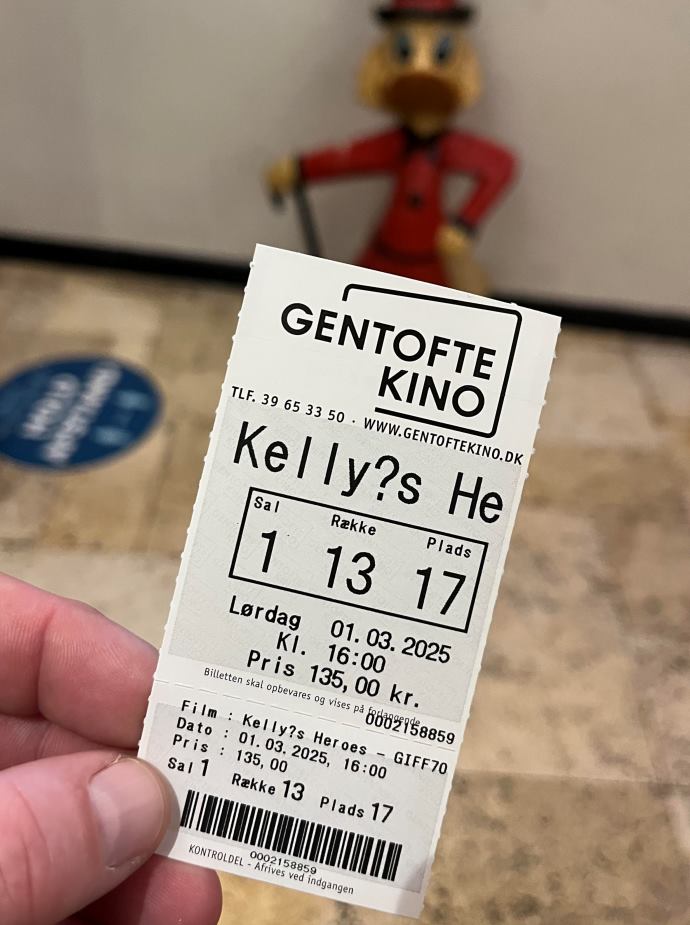 GENTOFTE
KINO
TLF. 39 65 33 50 · WWW.GENTOFTEKINO.DK
Kelly?s He
Sal Række Plads
1 13 17
Lørdag 01.03.2025
Kl. 16:00
Pris 135,00 kr.
Billetten skal opbevares og vises på forlangende
0002158859
Film : Kelly?s Heroes - GIFF70
Dato : 01.03.2025, 16:00
Pris : 135,00
Sal 1 Række 13 Plads 17
0002158859
KONTROLDEL - Afrives ved indgangen